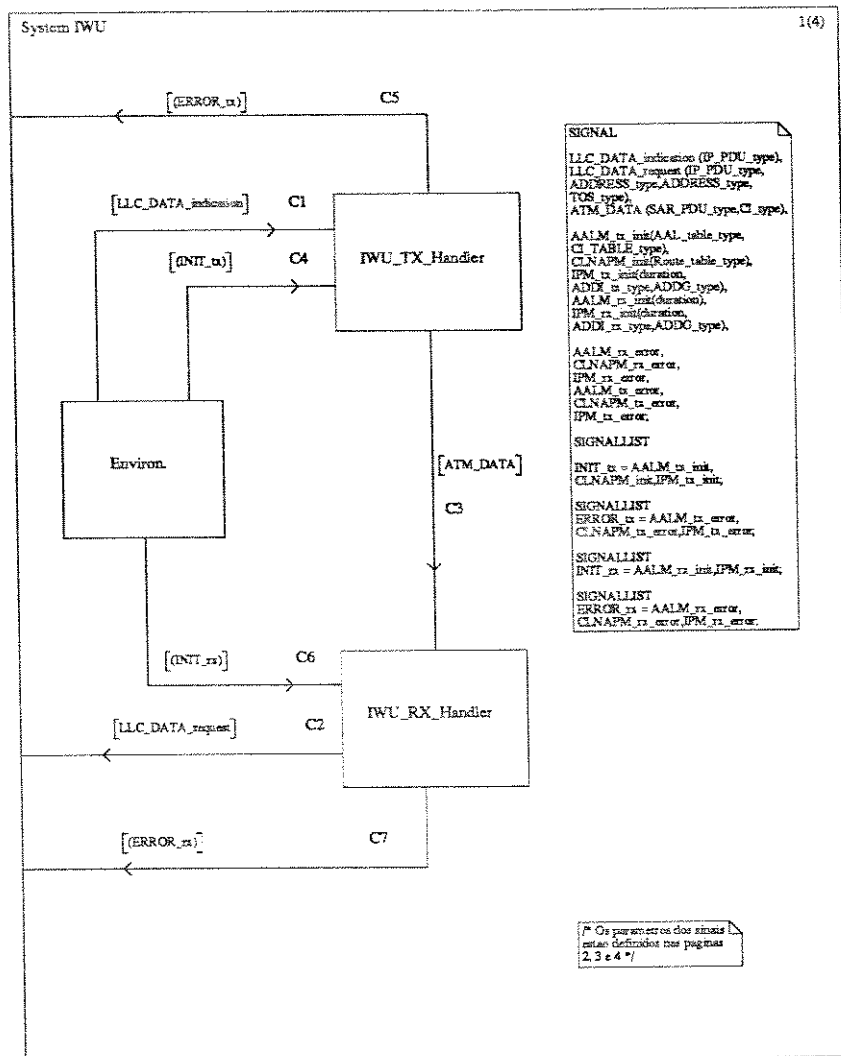 System IWU
1(4)
[(ERROR_tx)]
C5
[LLC_DATA_indication]
C1
[(INIT_tx)]
C4
IWU_TX_Handler
Environ.
[ATM_DATA]
C3
[(INIT_rx)]
C6
IWU_RX_Handler
[LLC_DATA_request]
C2
[(ERROR_rx)]
C7
SIGNAL
LLC_DATA_indication (IP_PDU_type),
LLC_DATA_request (IP_PDU_type,
ADDRESS_type,ADDRESS_type,
TOS_type),
ATM_DATA (SAR_PDU_type,CI_type),
AALM_tx_init(AAL_table_type,
CI_TABLE_type),
CLNAPM_init(Route_table_type),
IPM_tx_init(duration,
ADDI_tx_type,ADDG_type),
AALM_rx_init(duration),
IPM_rx_init(duration,
ADDI_rx_type,ADDG_type),
AALM_rx_error,
CLNAPM_rx_error,
IPM_rx_error,
AALM_tx_error,
CLNAPM_tx_error,
IPM_tx_error;
SIGNALLIST
INIT_tx = AALM_tx_init,
CLNAPM_init,IPM_tx_init;
SIGNALLIST
ERROR_tx = AALM_tx_error,
CLNAPM_tx_error,IPM_tx_error;
SIGNALLIST
INIT_rx = AALM_rx_init,IPM_rx_init;
SIGNALLIST
ERROR_rx = AALM_rx_error,
CLNAPM_rx_error,IPM_rx_error;
/* Os parametros dos sinais
estao definidos nas paginas
2, 3 e 4 */